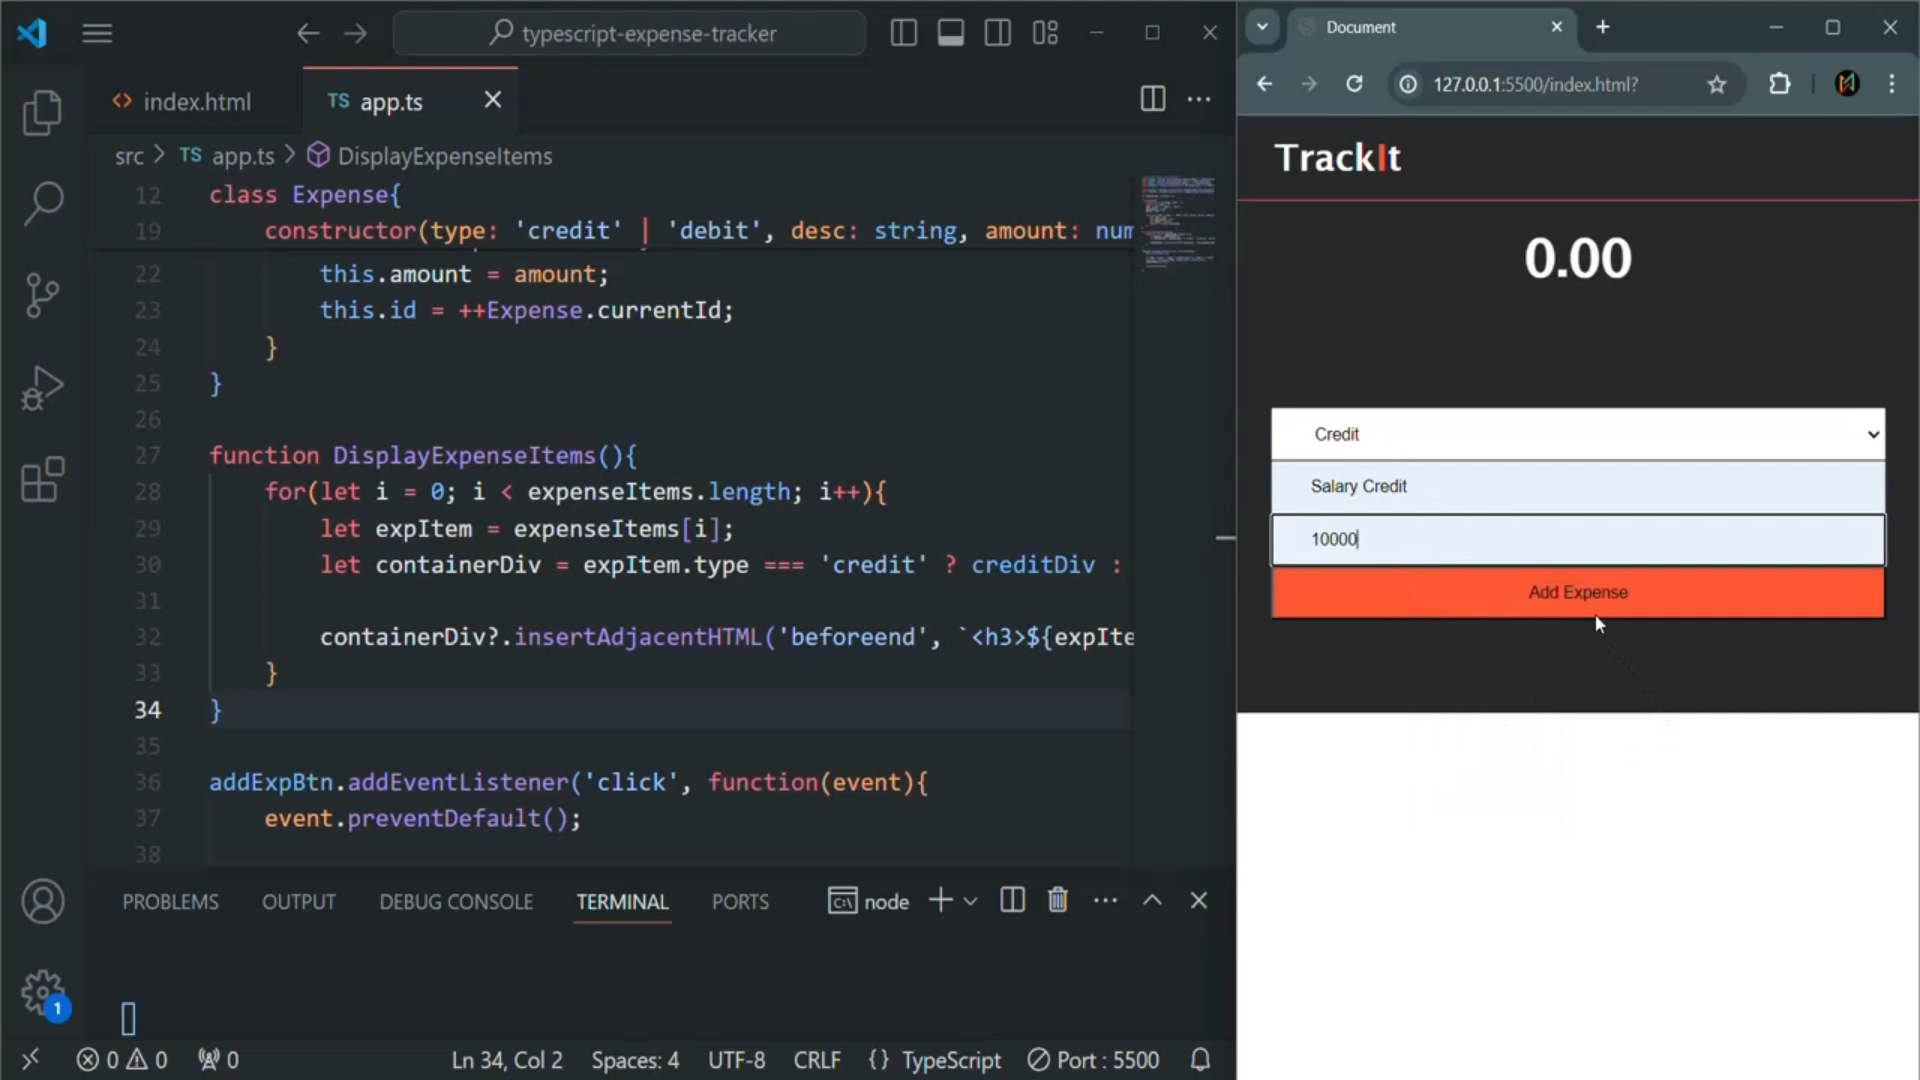 typescript-expense-tracker
index.html
TS app.ts
src > TS app.ts > DisplayExpenseItems
12 class Expense{
19 constructor(type: 'credit' | 'debit', desc: string, amount: num
22 this.amount = amount;
23 this.id = ++Expense.currentId;
24 }
25 }
26
27 function DisplayExpenseItems(){
28 for(let i = 0; i < expenseItems.length; i++){
29 let expItem = expenseItems[i];
30 let containerDiv = expItem.type === 'credit' ? creditDiv :
31
32 containerDiv?.insertAdjacentHTML('beforeend', `<h3>${expIte
33 }
34 }
35
36 addExpBtn.addEventListener('click', function(event){
37 event.preventDefault();
38
PROBLEMS OUTPUT DEBUG CONSOLE TERMINAL PORTS node
1
0 0 0 Ln 34, Col 2 Spaces: 4 UTF-8 CRLF {} TypeScript Port : 5500
Document
127.0.0.1:5500/index.html?
TrackIt
0.00
Credit
Salary Credit
10000
Add Expense